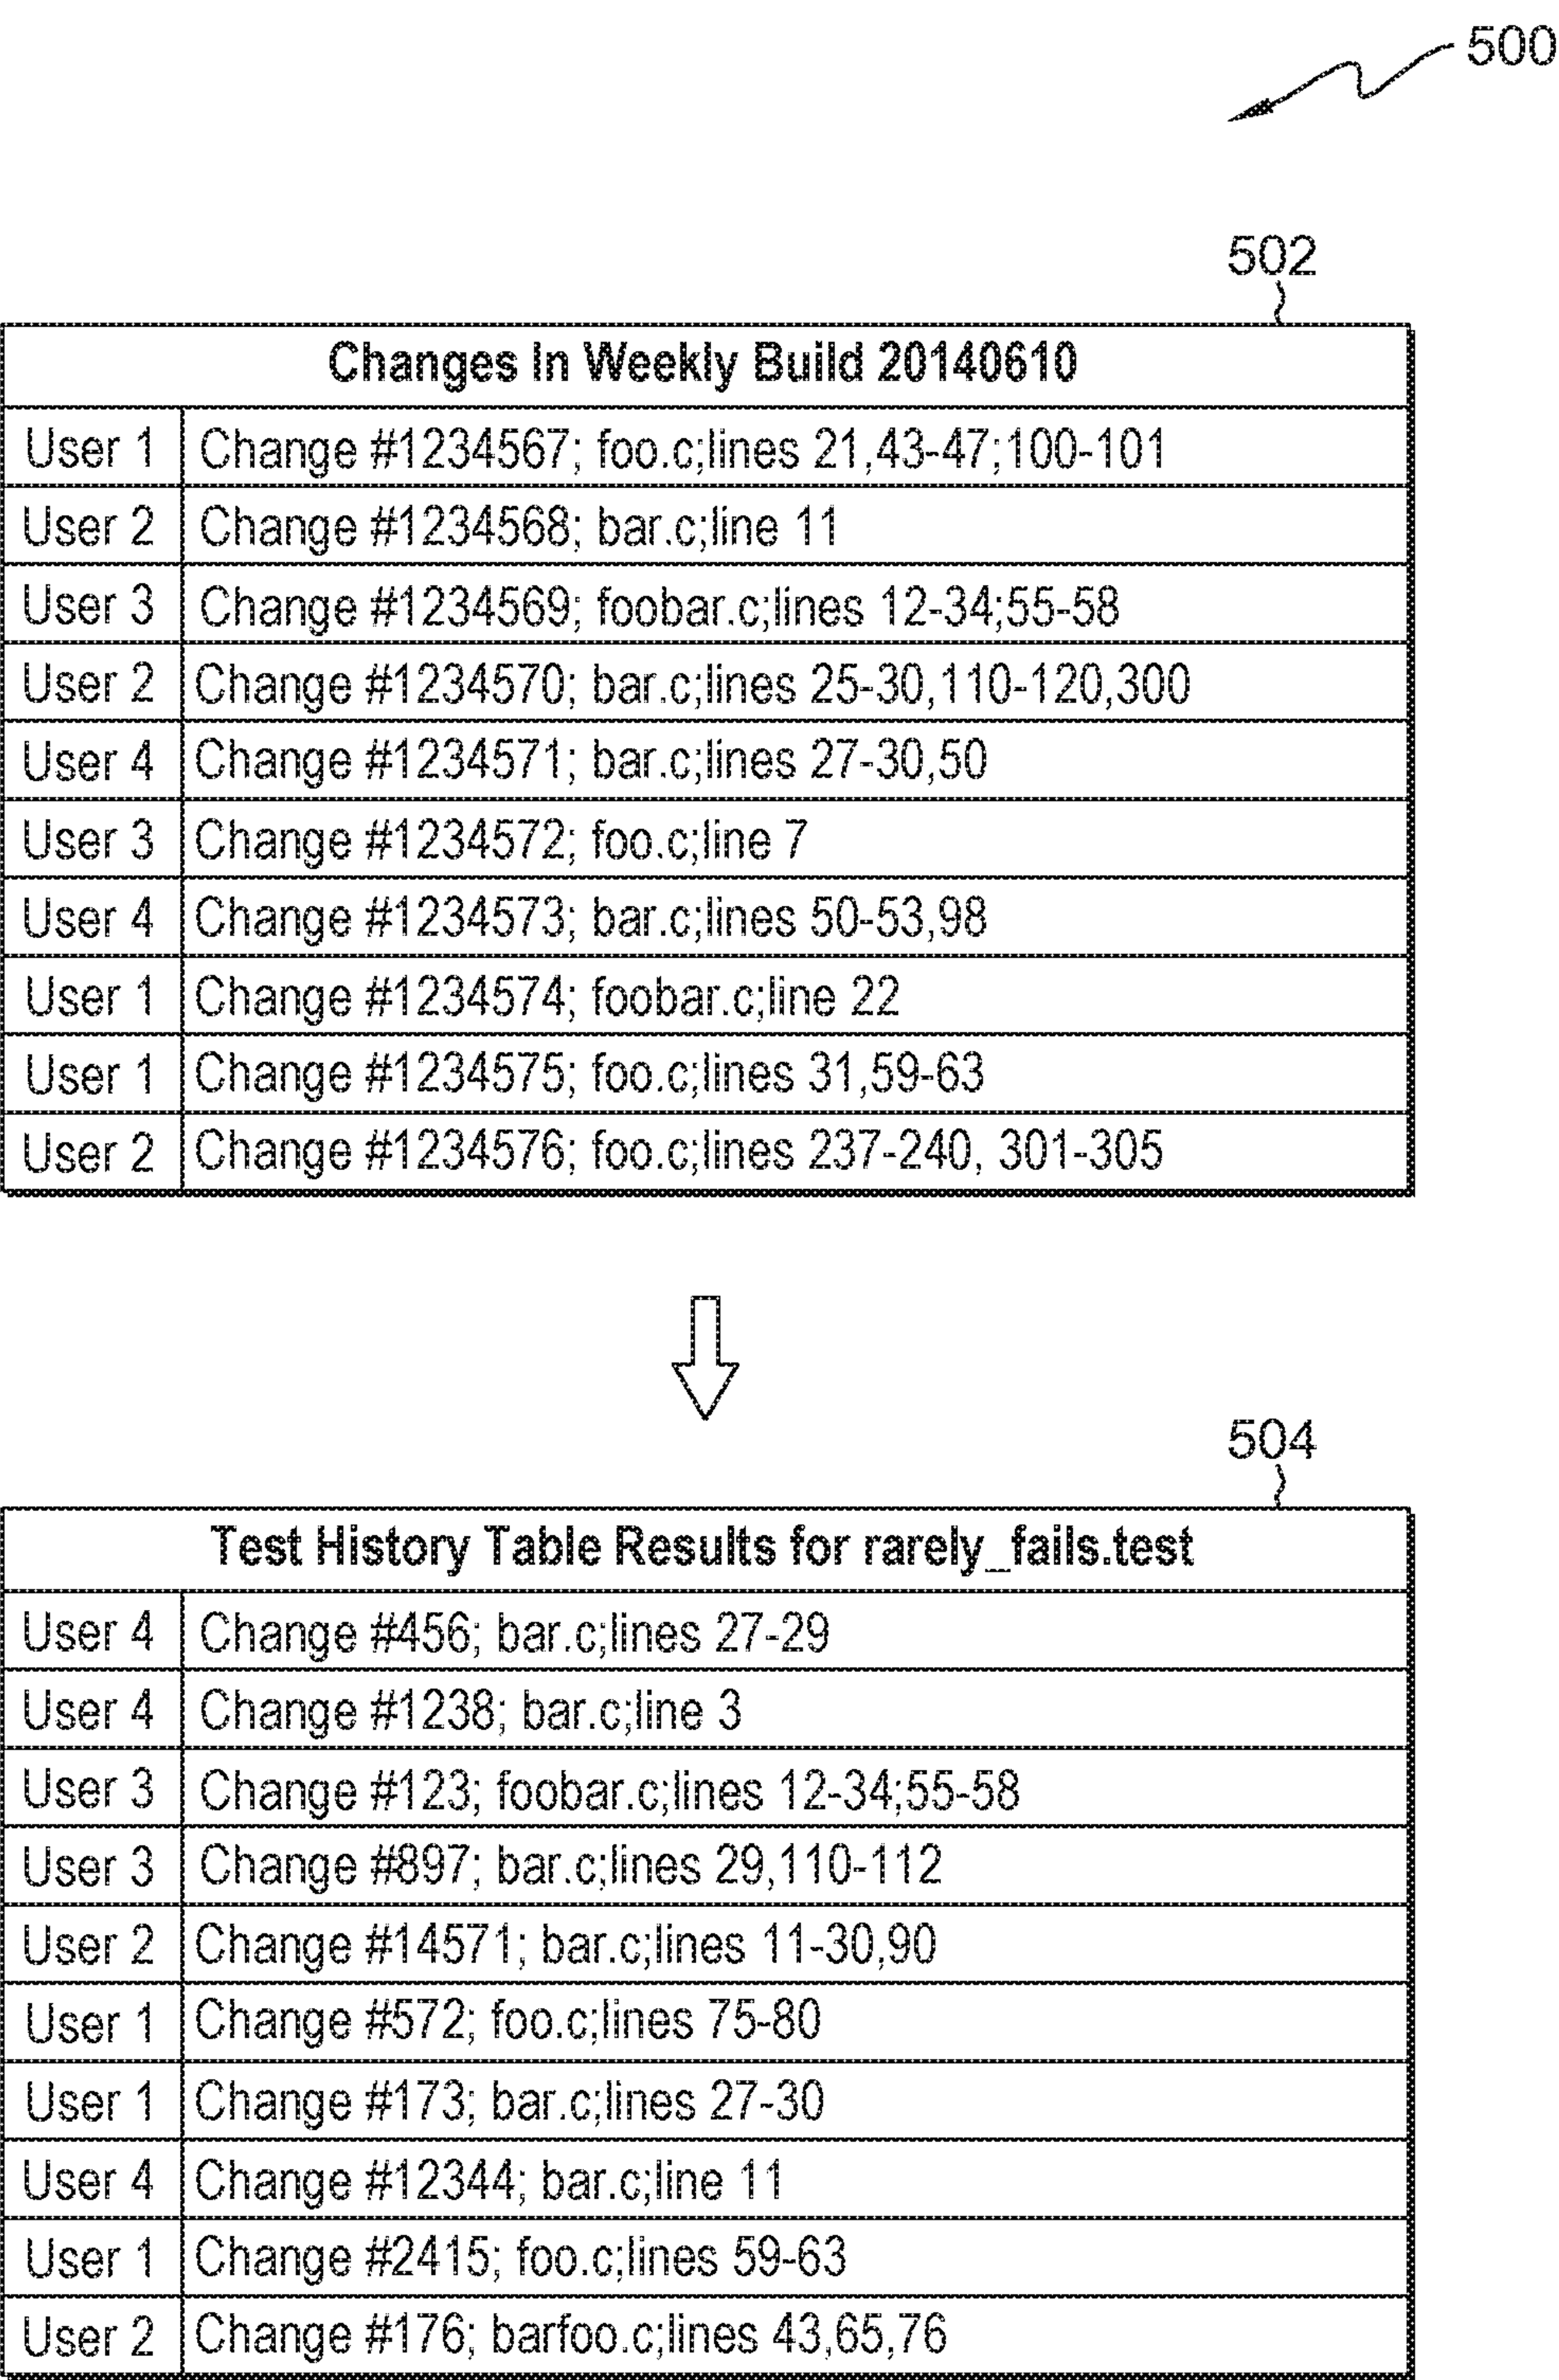 500
502
Changes In Weekly Build 20140610
User 1 Change #1234567; foo.c;lines 21,43-47;100-101
User 2 Change #1234568; bar.c;line 11
User 3 Change #1234569; foobar.c;lines 12-34;55-58
User 2 Change #1234570; bar.c;lines 25-30,110-120,300
User 4 Change #1234571; bar.c;lines 27-30,50
User 3 Change #1234572; foo.c;line 7
User 4 Change #1234573; bar.c;lines 50-53,98
User 1 Change #1234574; foobar.c;line 22
User 1 Change #1234575; foo.c;lines 31,59-63
User 2 Change #1234576; foo.c;lines 237-240, 301-305
504
Test History Table Results for rarely_fails.test
User 4 Change #456; bar.c;lines 27-29
User 4 Change #1238; bar.c;line 3
User 3 Change #123; foobar.c;lines 12-34;55-58
User 3 Change #897; bar.c;lines 29,110-112
User 2 Change #14571; bar.c;lines 11-30,90
User 1 Change #572; foo.c;lines 75-80
User 1 Change #173; bar.c;lines 27-30
User 4 Change #12344; bar.c;line 11
User 1 Change #2415; foo.c;lines 59-63
User 2 Change #176; barfoo.c;lines 43,65,76